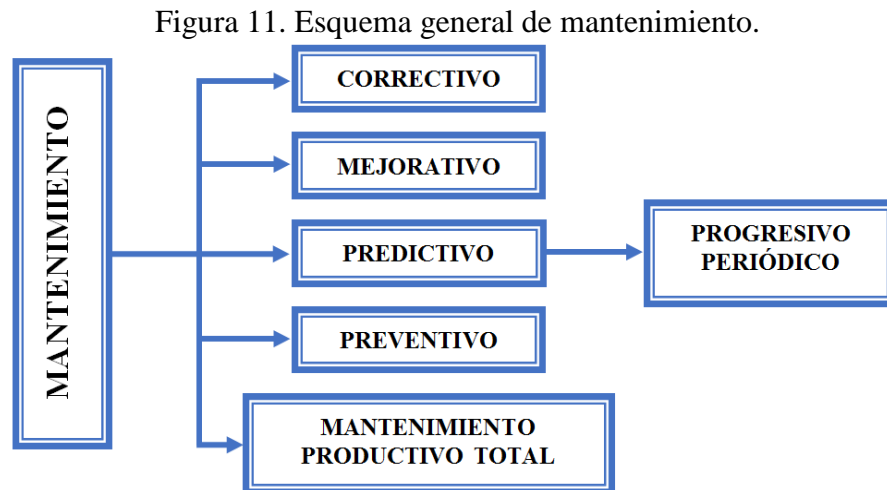 Figura 11. Esquema general de mantenimiento.
MANTENIMIENTO
CORRECTIVO
MEJORATIVO
PREDICTIVO
PROGRESIVO
PERIÓDICO
PREVENTIVO
MANTENIMIENTO
PRODUCTIVO TOTAL